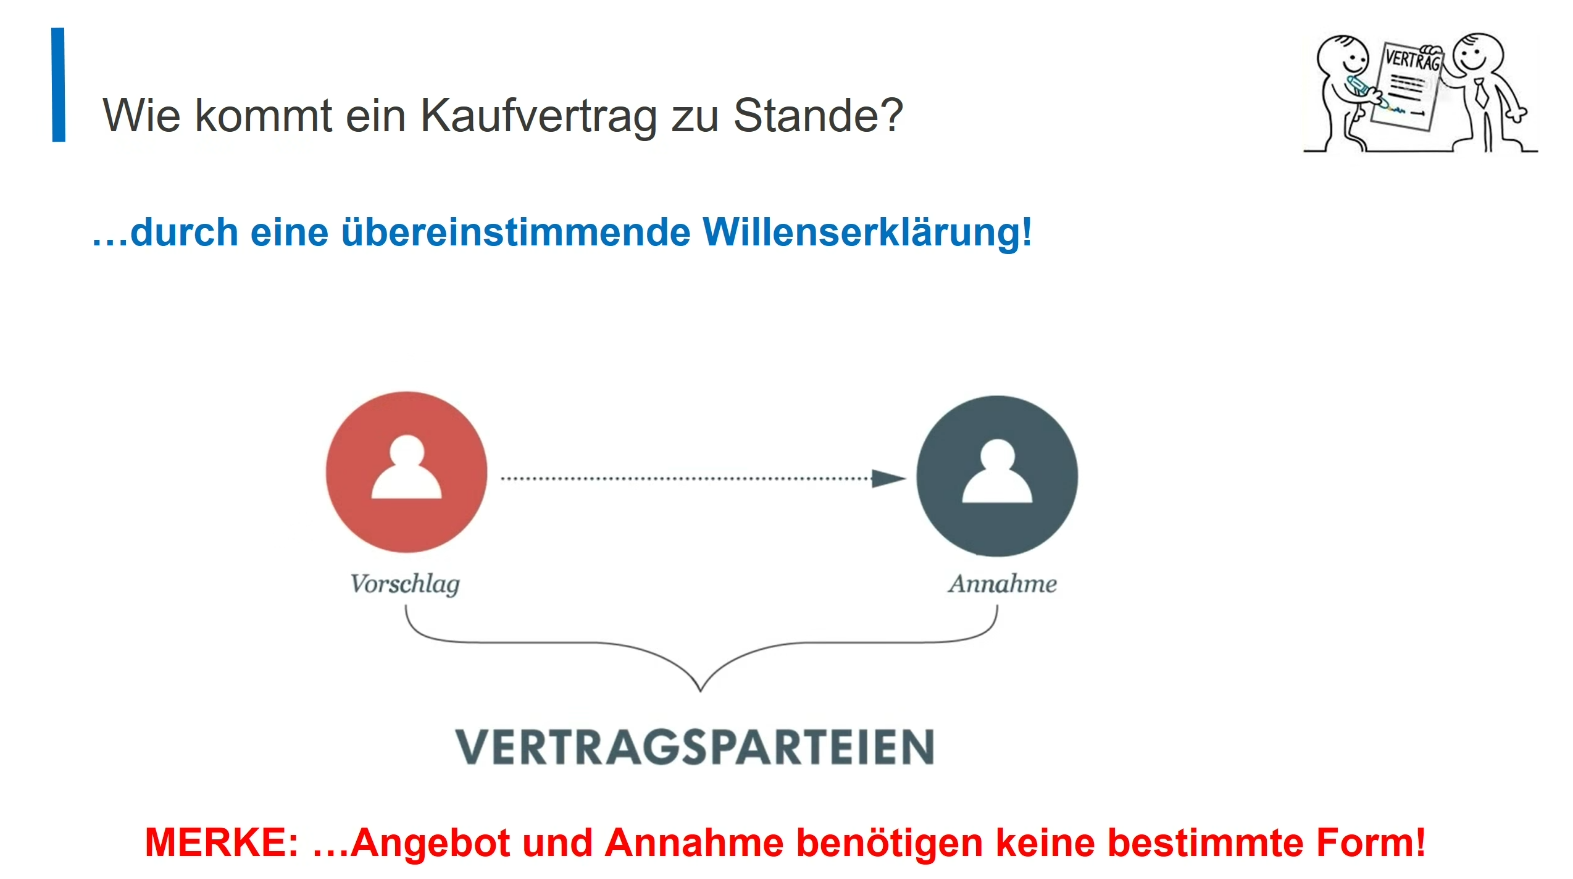 VERTRAG
Wie kommt ein Kaufvertrag zu Stande?
…durch eine übereinstimmende Willenserklärung!
Vorschlag
Annahme
VERTRAGSPARTEIEN
MERKE: …Angebot und Annahme benötigen keine bestimmte Form!